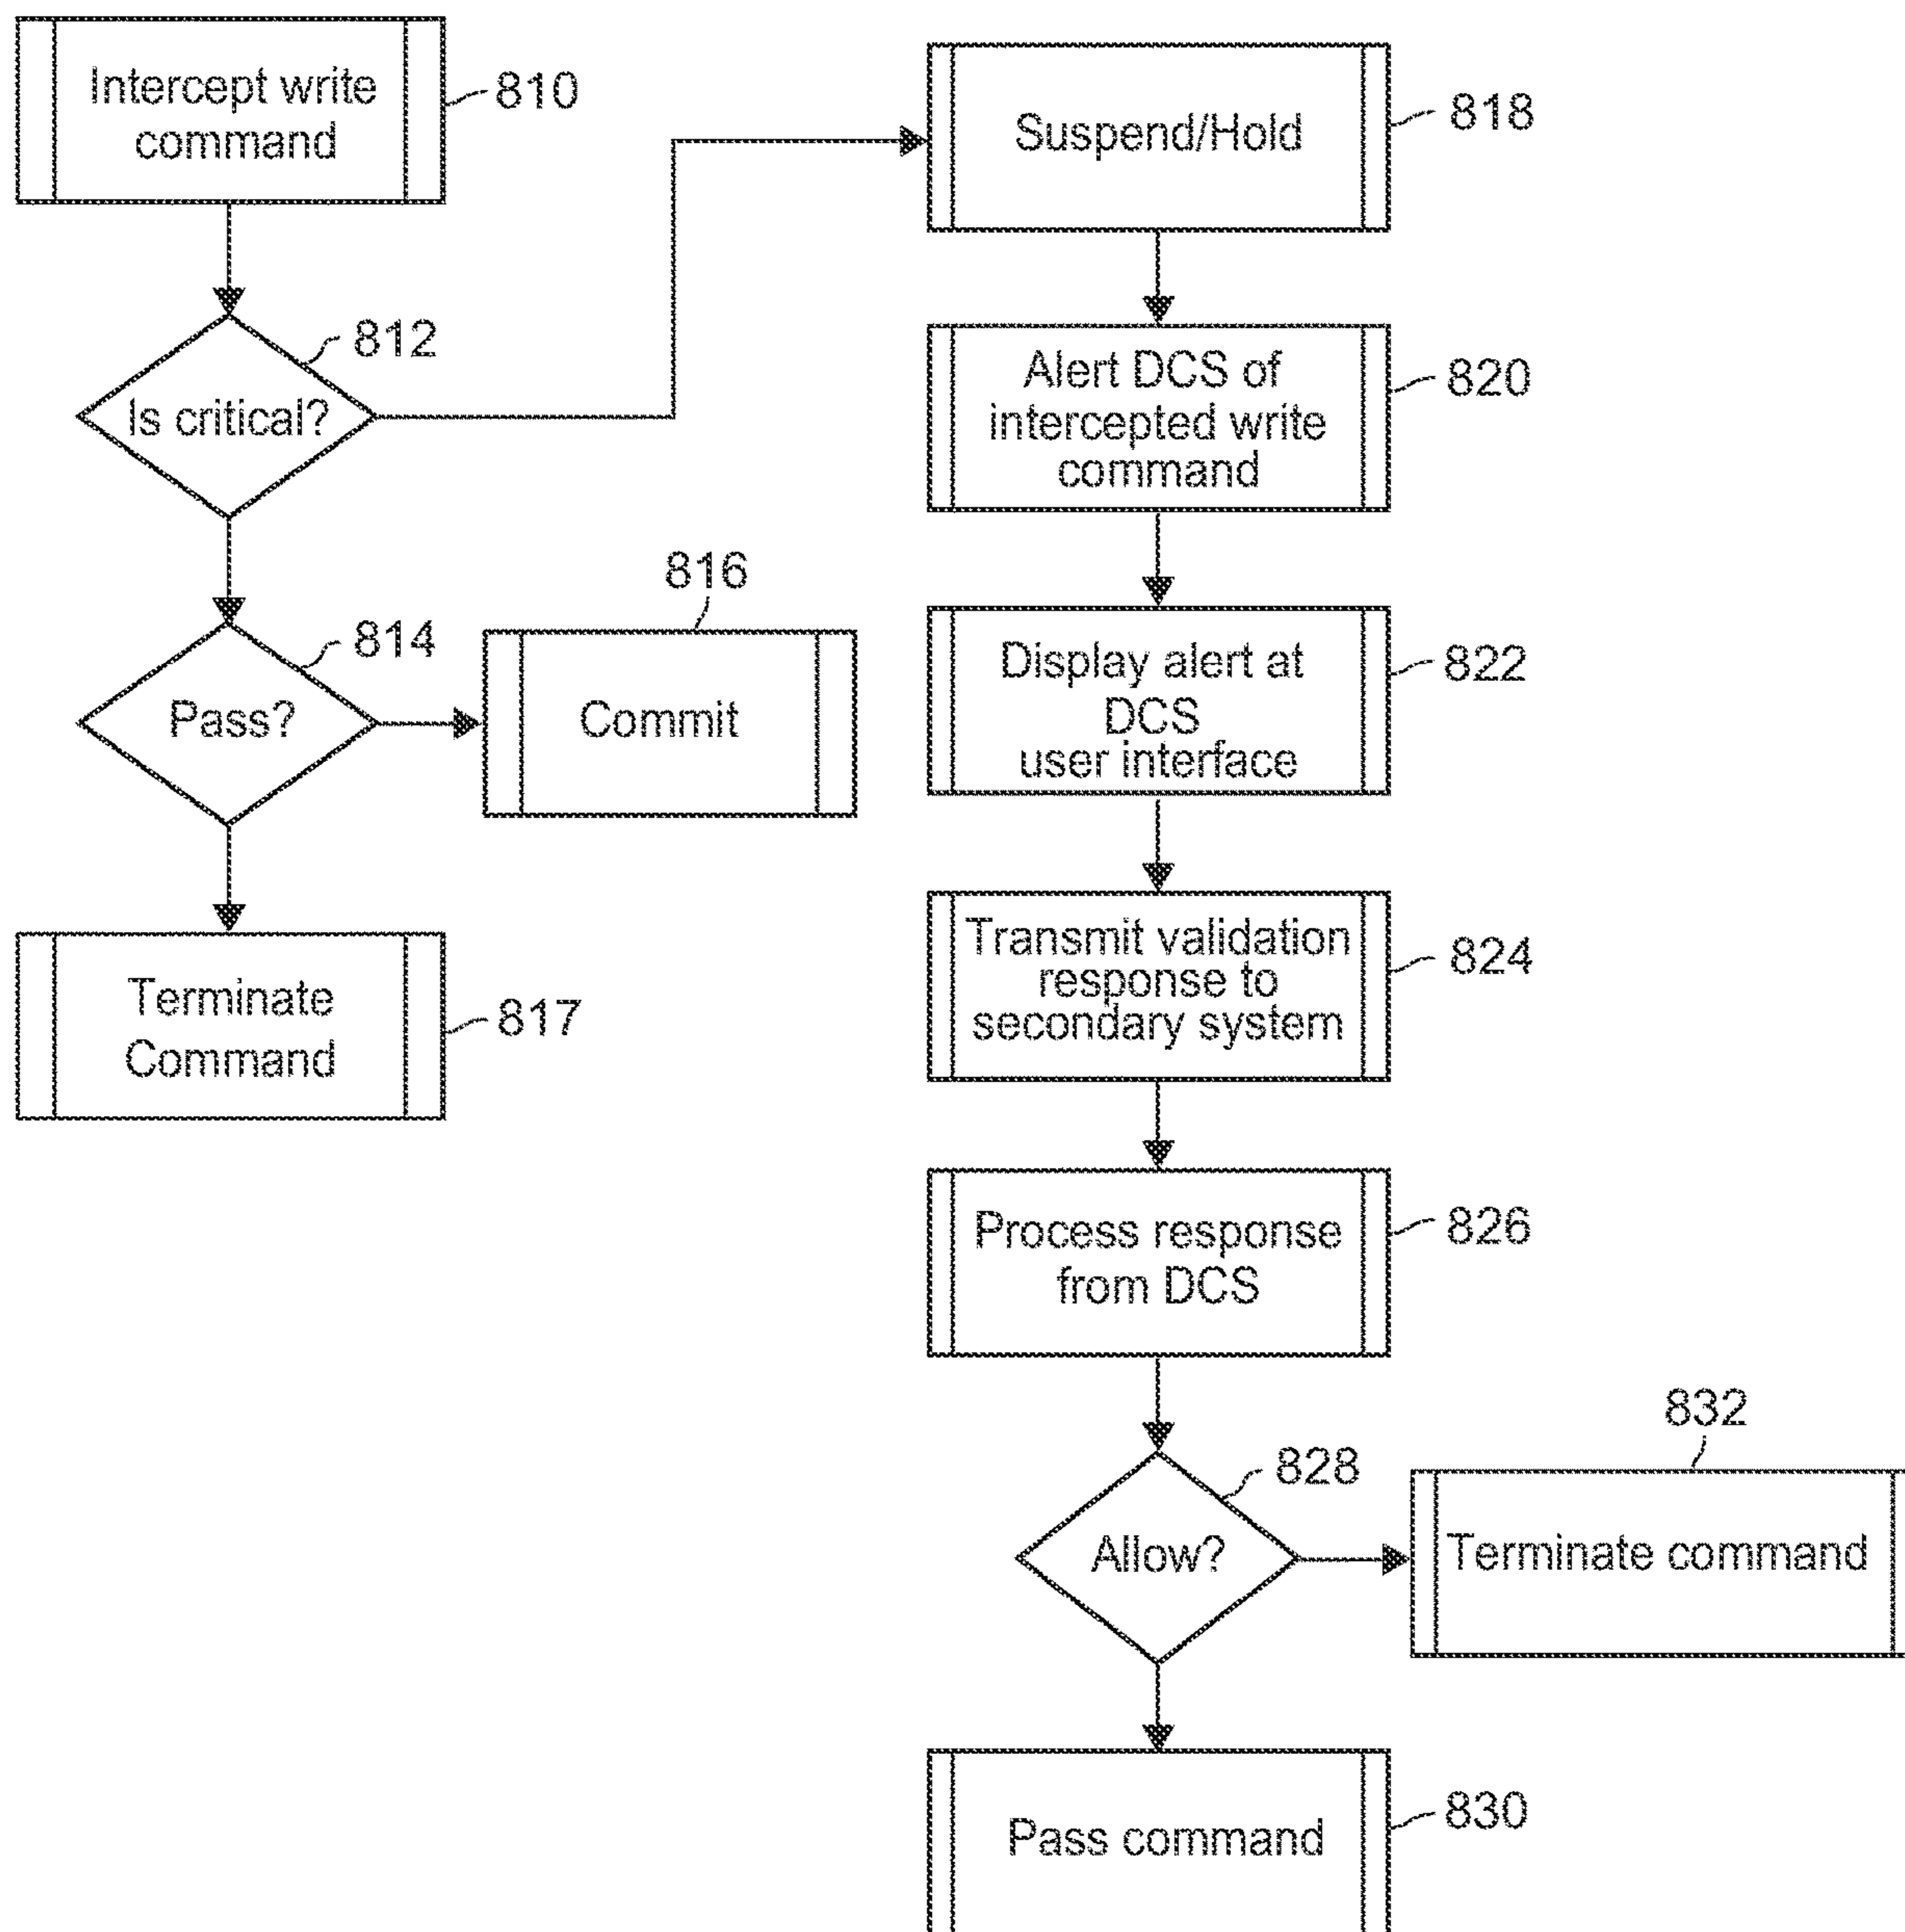 Intercept write
command
810
Is critical?
812
Pass?
814
Commit
816
Terminate
Command
817
Suspend/Hold
818
Alert DCS of
intercepted write
command
820
Display alert at
DCS
user interface
822
Transmit validation
response to
secondary system
824
Process response
from DCS
826
Allow?
828
Terminate command
832
Pass command
830